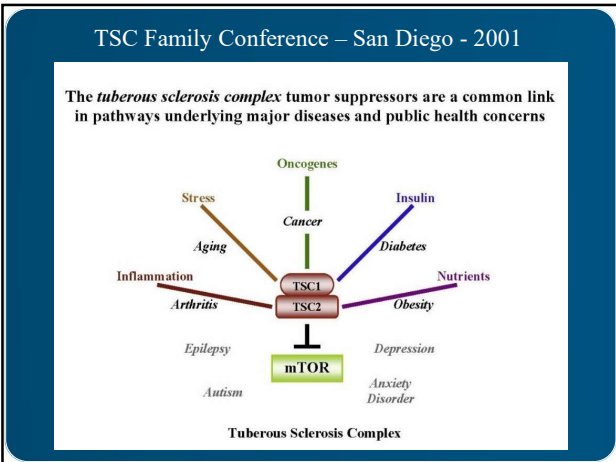 TSC Family Conference – San Diego - 2001
The tuberous sclerosis complex tumor suppressors are a common link
in pathways underlying major diseases and public health concerns
Oncogenes
Stress
Insulin
Cancer
Aging
Diabetes
Inflammation
Nutrients
TSC1
Arthritis
TSC2
Obesity
Epilepsy
Depression
mTOR
Autism
Anxiety
Disorder
Tuberous Sclerosis Complex